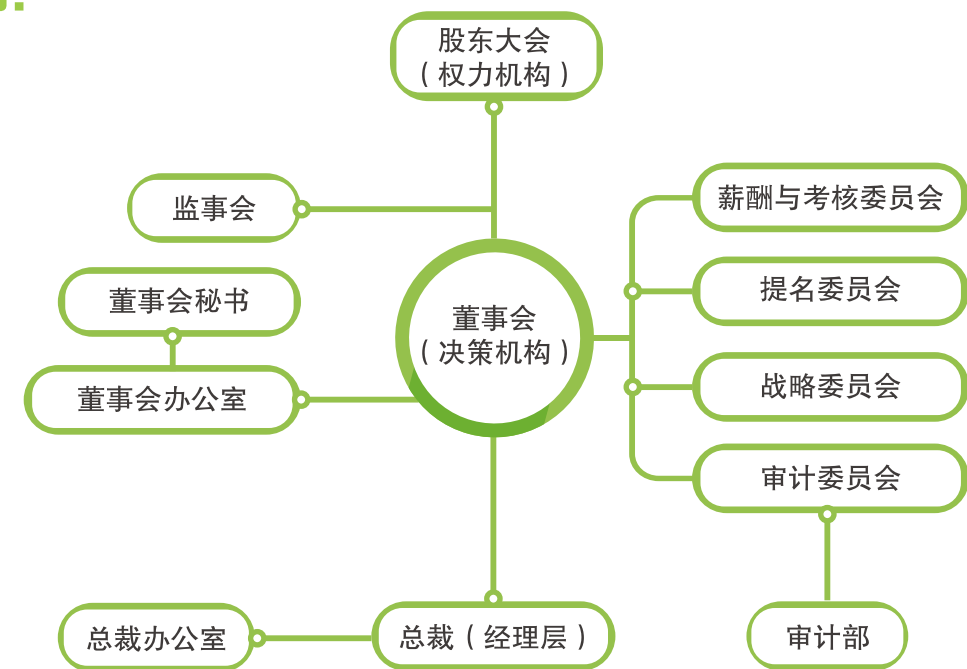 股东大会
（权力机构）
监事会
薪酬与考核委员会
董事会秘书
提名委员会
董事会
（决策机构）
董事会办公室
战略委员会
审计委员会
总裁办公室
总裁（经理层）
审计部